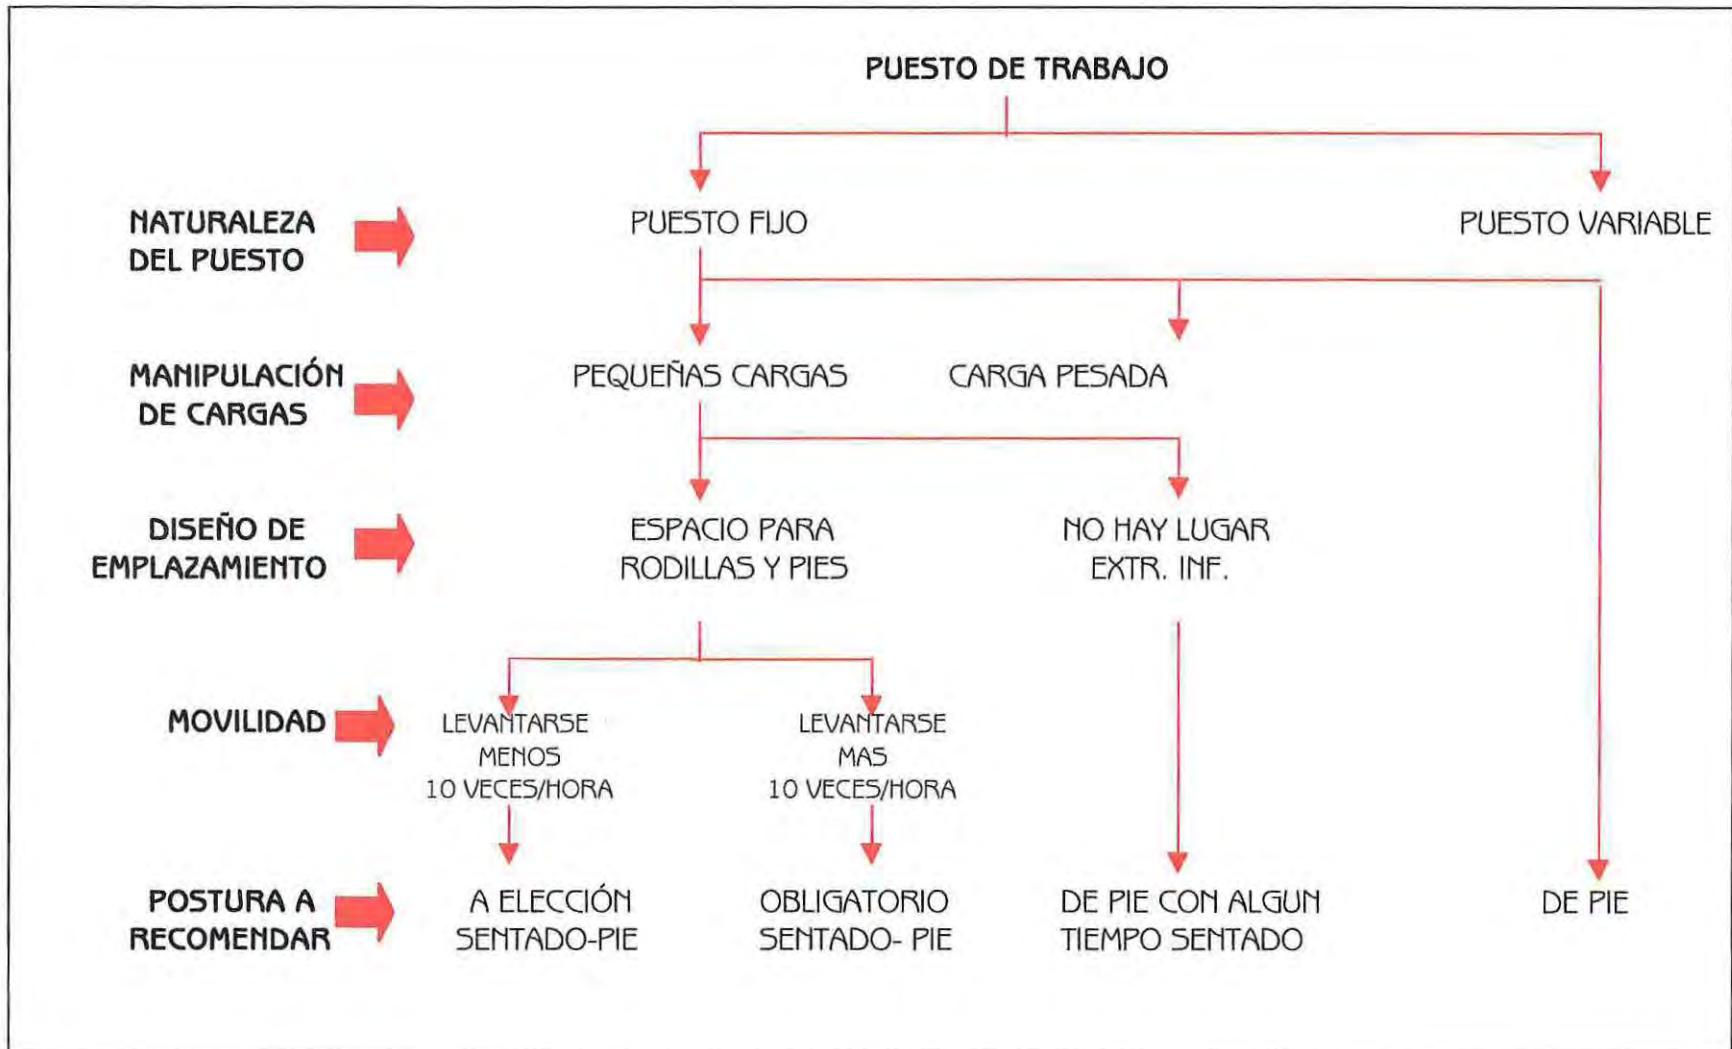 PUESTO DE TRABAJO
NATURALEZA
DEL PUESTO
PUESTO FIJO
PUESTO VARIABLE
MANIPULACIÓN
DE CARGAS
PEQUEÑAS CARGAS
CARGA PESADA
DISEÑO DE
EMPLAZAMIENTO
ESPACIO PARA
RODILLAS Y PIES
NO HAY LUGAR
EXTR. INF.
MOVILIDAD
LEVANTARSE
MENOS
10 VECES/HORA
LEVANTARSE
MAS
10 VECES/HORA
POSTURA A
RECOMENDAR
A ELECCIÓN
SENTADO-PIE
OBLIGATORIO
SENTADO- PIE
DE PIE CON ALGUN
TIEMPO SENTADO
DE PIE